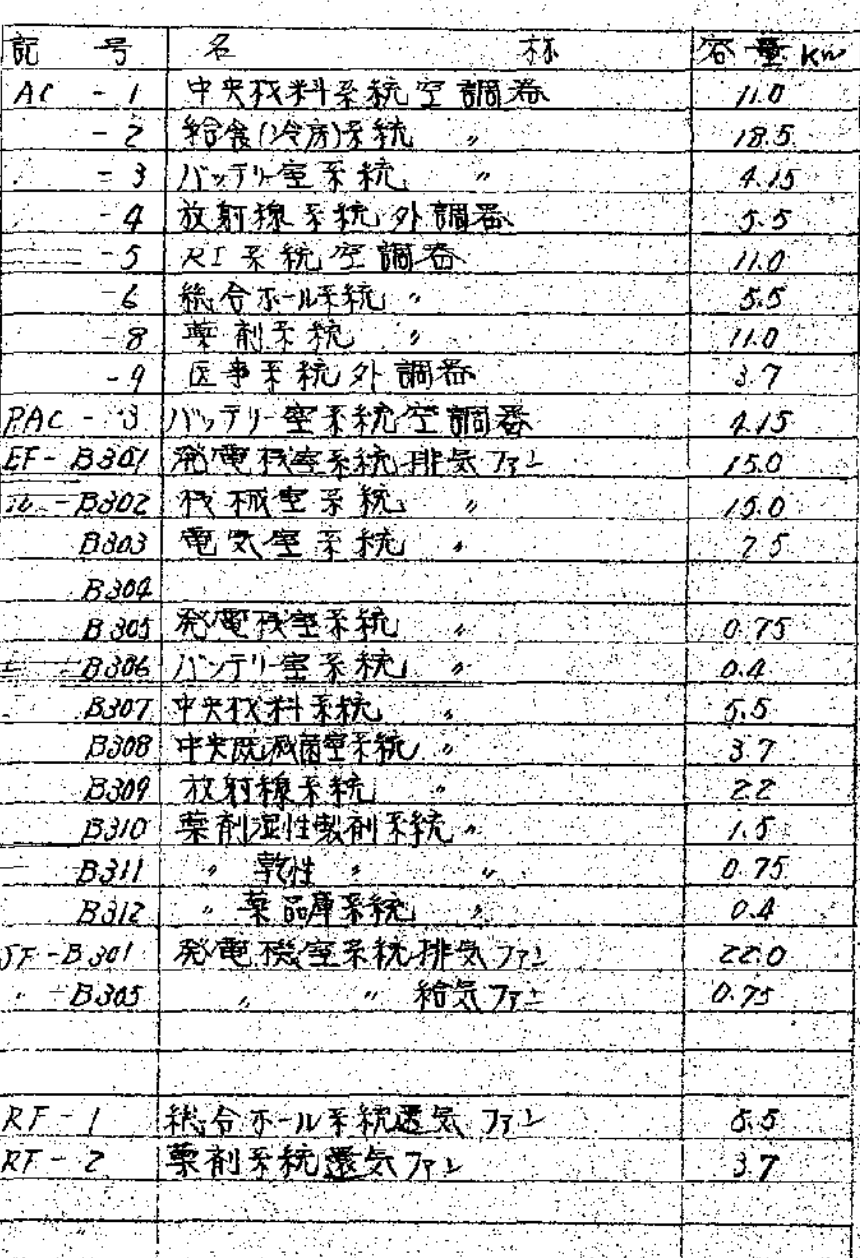 記 号 名 称 容量 Kw
AC - 1 中央材料系統空調器 11.0
- 2 給食(冷房)系統 〃 18.5
- 3 バッテリー室系統 〃 4.15
- 4 放射線系統外調器 5.5
- 5 RI系統空調器 11.0
- 6 総合ホール系統 〃 5.5
- 8 薬剤系統 〃 11.0
- 9 医事系統外調器 3.7
PAC - 3 バッテリー室系統空調器 4.15
EF - B301 発電機室系統排気ファン 15.0
〃 - B302 機械室系統 〃 15.0
B303 電気室系統 〃 7.5
B304
B305 発電機室系統 〃 0.75
B306 バッテリー室系統 〃 0.4
B307 中央材料系統 〃 5.5
B308 中央既滅菌室系統 〃 3.7
B309 放射線系統 〃 2.2
B310 薬剤湿性製剤系統 〃 1.5
B311 〃 乾性 〃 〃 0.75
B312 〃 薬品庫系統 〃 0.4
SF - B301 発電機室系統排気ファン 22.0
〃 - B305 〃 〃 給気ファン 0.75
RF - 1 総合ホール系統還気ファン 5.5
RF - 2 薬剤系統還気ファン 3.7